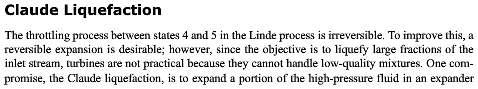 Claude Liquefaction
The throttling process between states 4 and 5 in the Linde process is irreversible. To improve this, a
reversible expansion is desirable; however, since the objective is to liquefy large fractions of the
inlet stream, turbines are not practical because they cannot handle low-quality mixtures. One com-
promise, the Claude liquefaction, is to expand a portion of the high-pressure fluid in an expander